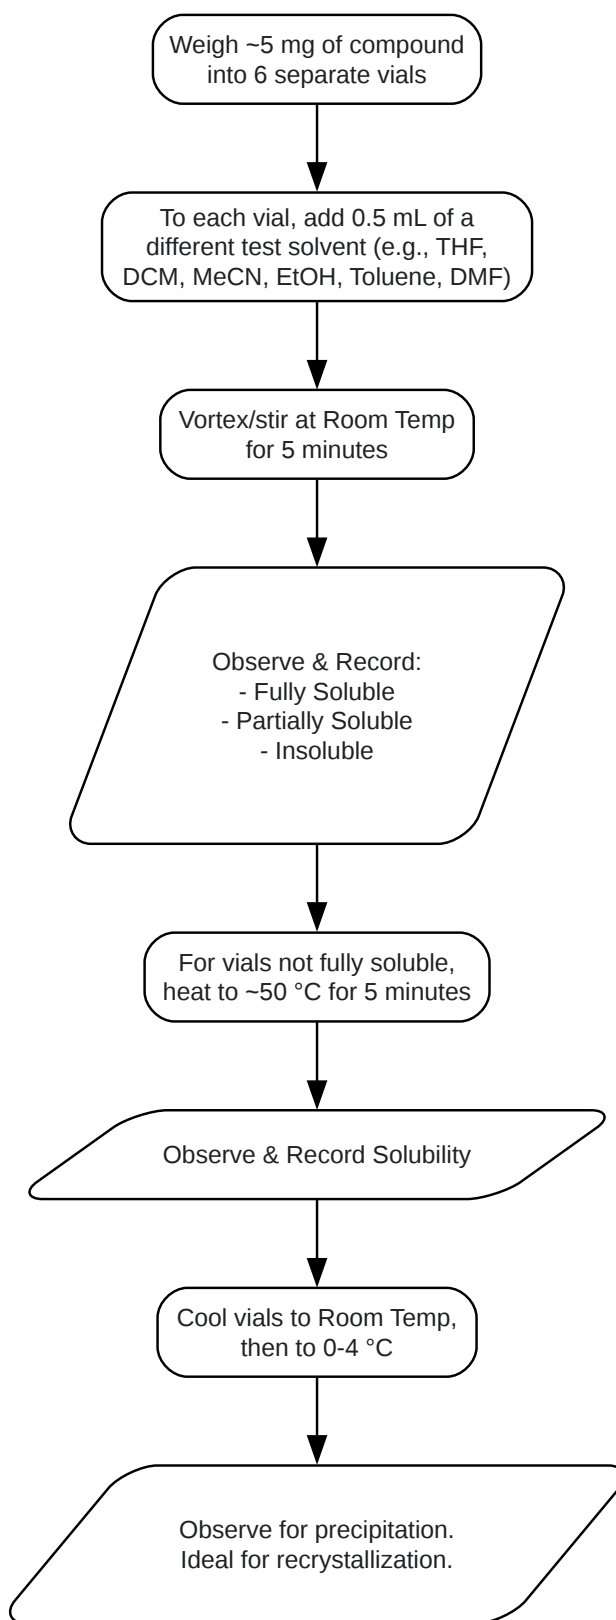 Weigh ~5 mg of compound
into 6 separate vials
To each vial, add 0.5 mL of a
different test solvent (e.g., THF,
DCM, MeCN, EtOH, Toluene, DMF)
Vortex/stir at Room Temp
for 5 minutes
Observe & Record:
- Fully Soluble
- Partially Soluble
- Insoluble
For vials not fully soluble,
heat to ~50 °C for 5 minutes
Observe & Record Solubility
Cool vials to Room Temp,
then to 0-4 °C
Observe for precipitation.
Ideal for recrystallization.